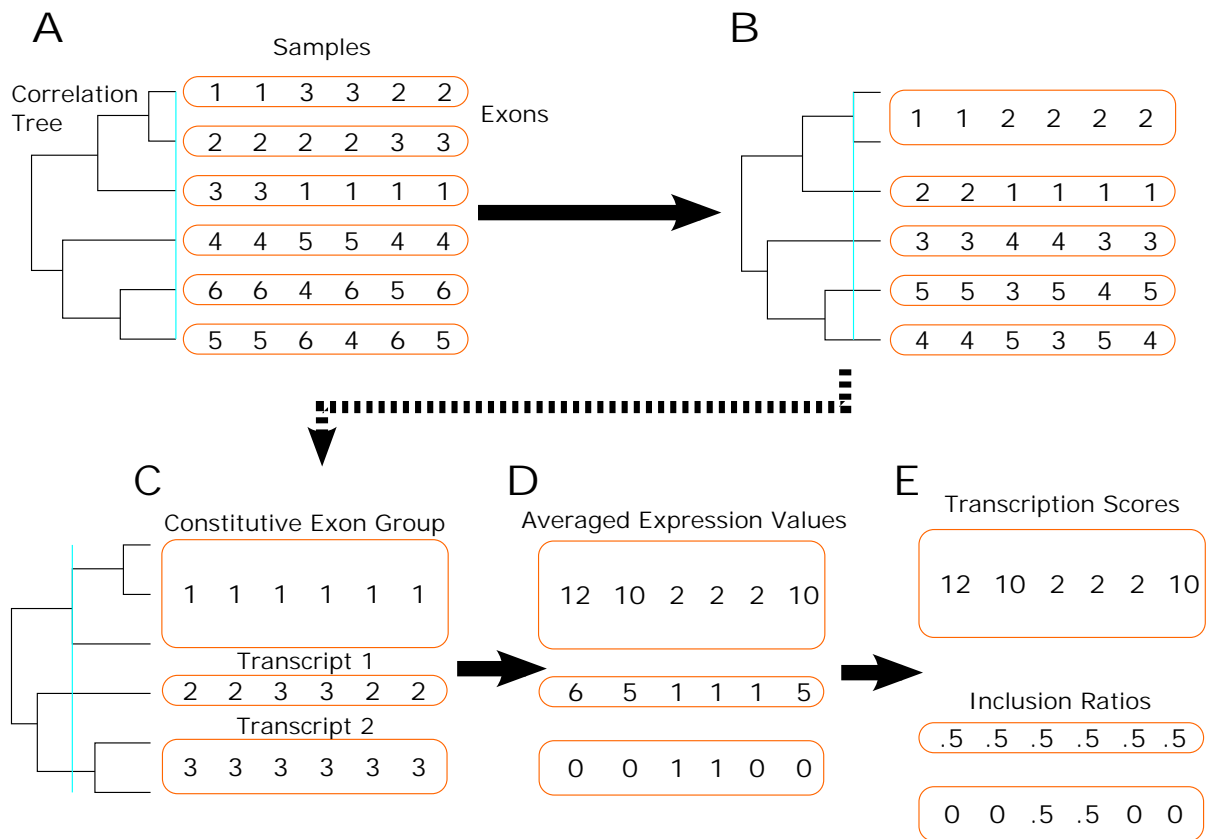 A
B
Samples
Correlation
Tree
Exons
1 1 3 3 2 2
2 2 2 2 3 3
3 3 1 1 1 1
4 4 5 5 4 4
6 6 4 6 5 6
5 5 6 4 6 5
1 1 2 2 2 2
2 2 1 1 1 1
3 3 4 4 3 3
5 5 3 5 4 5
4 4 5 3 5 4
C
Constitutive Exon Group
1 1 1 1 1 1
Transcript 1
2 2 3 3 2 2
Transcript 2
3 3 3 3 3 3
D
Averaged Expression Values
12 10 2 2 2 10
6 5 1 1 1 5
0 0 1 1 0 0
E
Transcription Scores
12 10 2 2 2 10
Inclusion Ratios
.5 .5 .5 .5 .5 .5
0 0 .5 .5 0 0